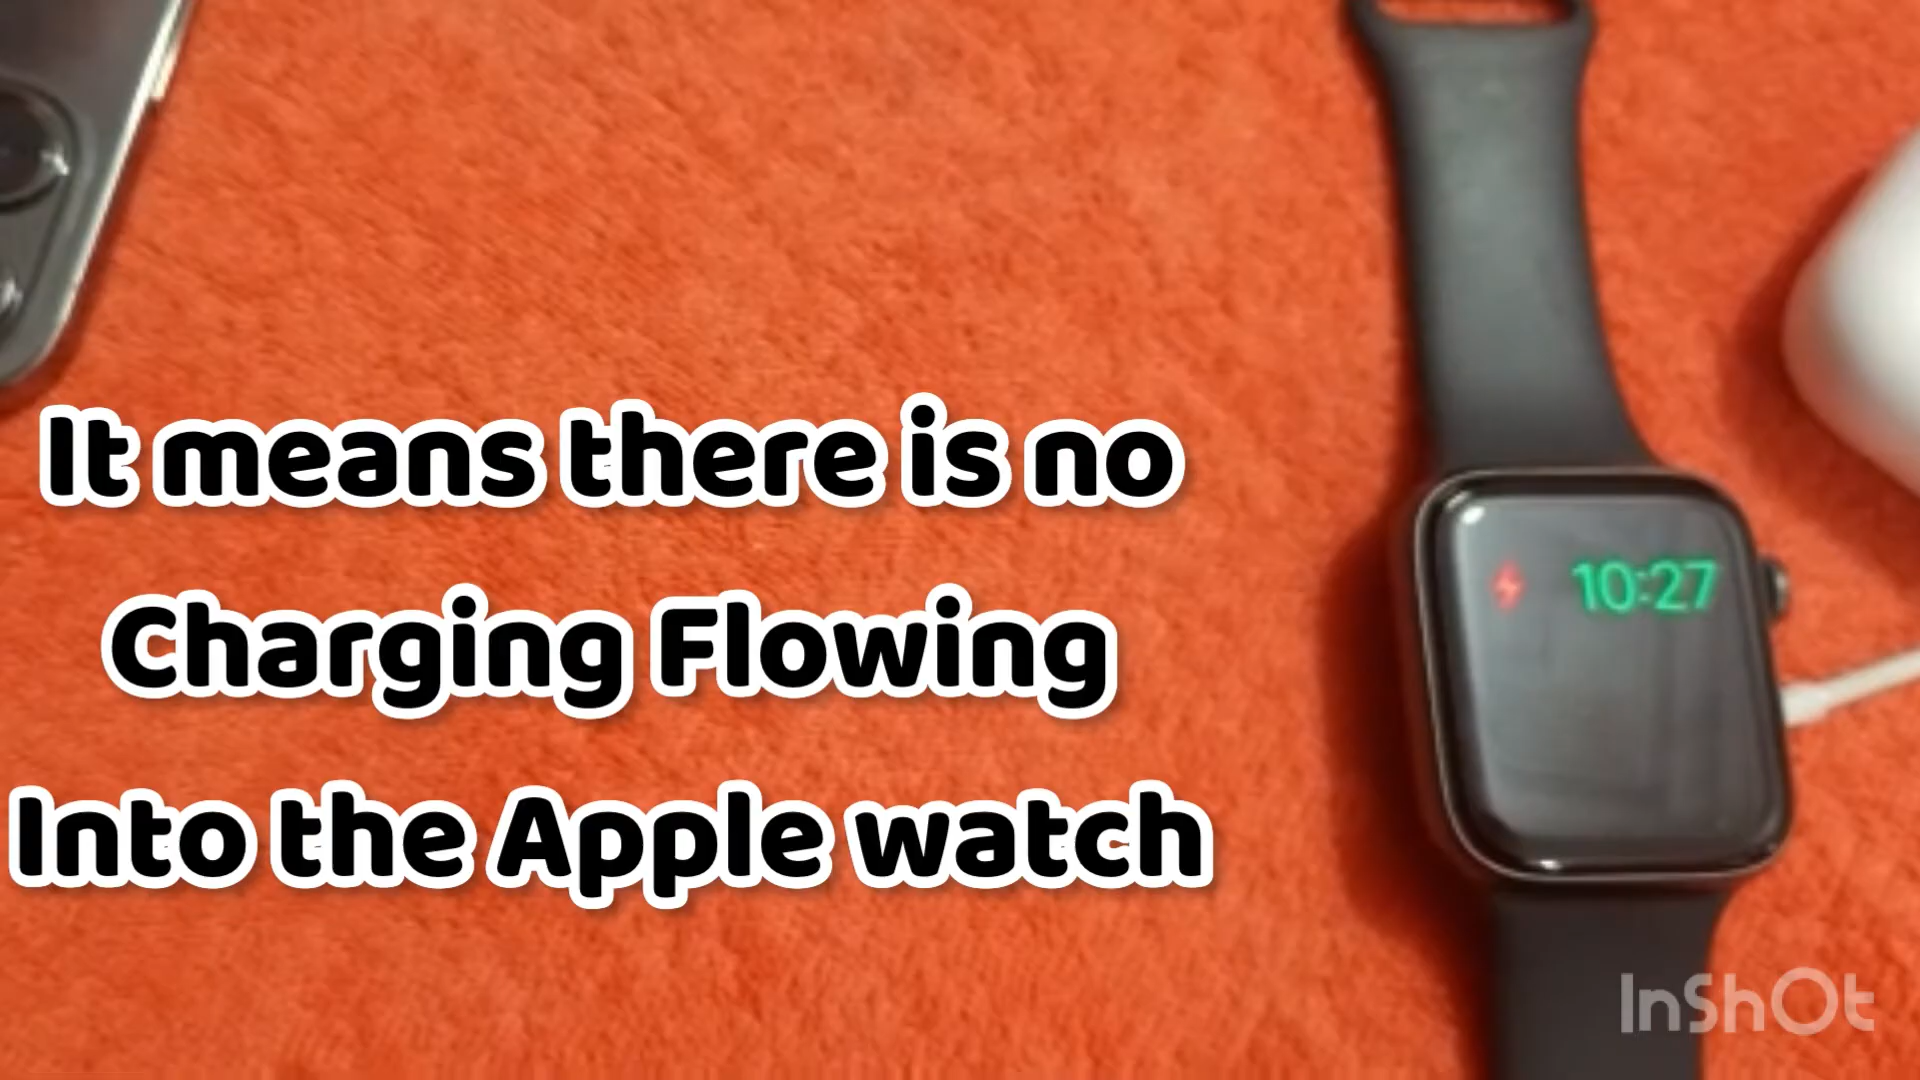 It means there is no
Charging Flowing
Into the Apple watch
10:27
InShOt